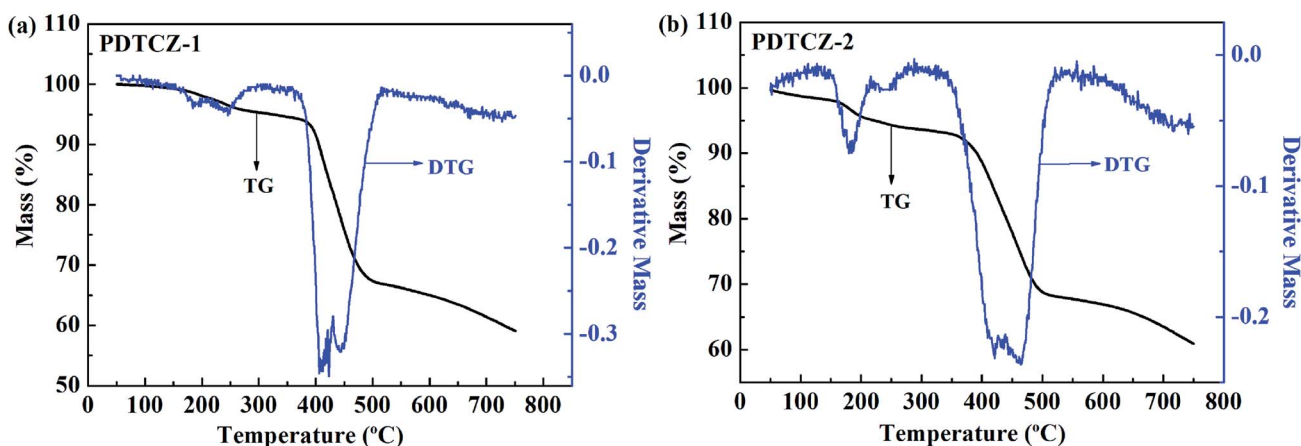 (a)
PDTCZ-1
Mass (%)
110
100
90
80
70
60
50
TG
DTG
0.0
-0.1
-0.2
-0.3
Derivative Mass
0 100 200 300 400 500 600 700 800
Temperature (ºC)
(b)
PDTCZ-2
Mass (%)
110
100
90
80
70
60
TG
DTG
0.0
-0.1
-0.2
Derivative Mass
0 100 200 300 400 500 600 700 800
Temperature (ºC)